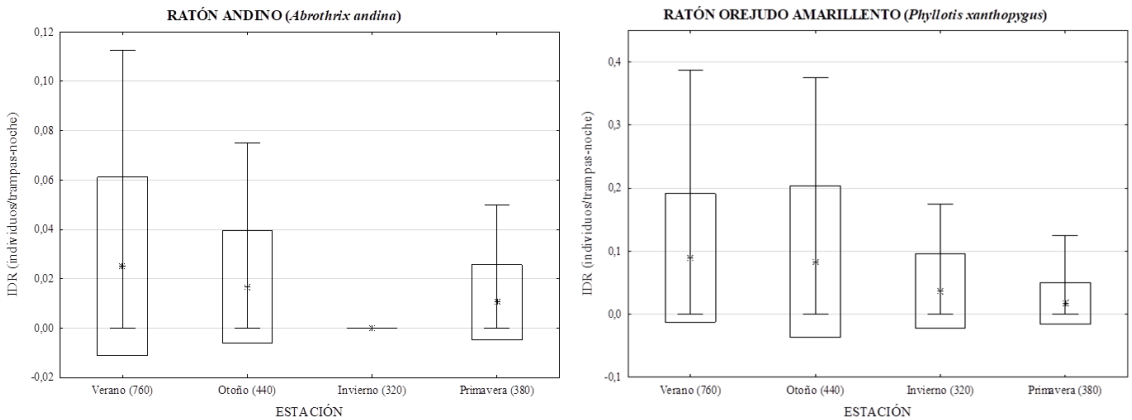 RATÓN ANDINO (Abrothrix andina)
0,12
0,10
0,08
0,06
0,04
0,02
0,00
-0,02
IDR (individuos/trampas-noche)
Verano (760) Otoño (440) Invierno (320) Primavera (380)
ESTACIÓN
RATÓN OREJUDO AMARILLENTO (Phyllotis xanthopygus)
0,4
0,3
0,2
0,1
0,0
-0,1
IDR (individuos/trampas-noche)
Verano (760) Otoño (440) Invierno (320) Primavera (380)
ESTACIÓN